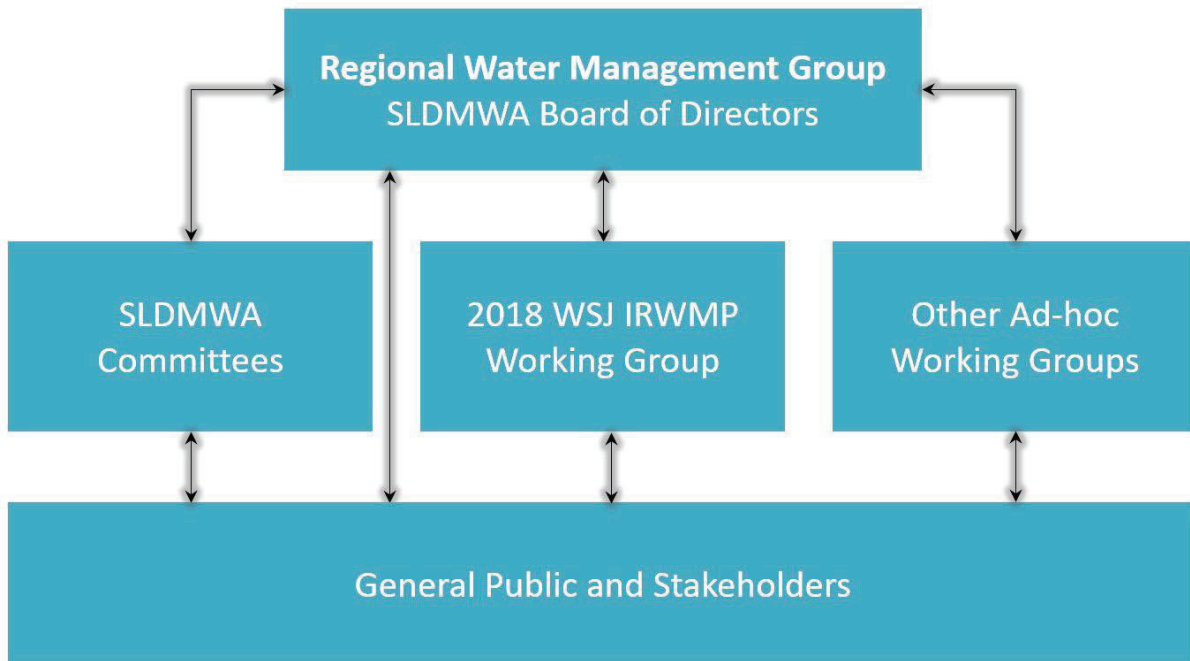 Regional Water Management Group
SLDMWA Board of Directors
SLDMWA
Committees
2018 WSJ IRWMP
Working Group
Other Ad-hoc
Working Groups
General Public and Stakeholders